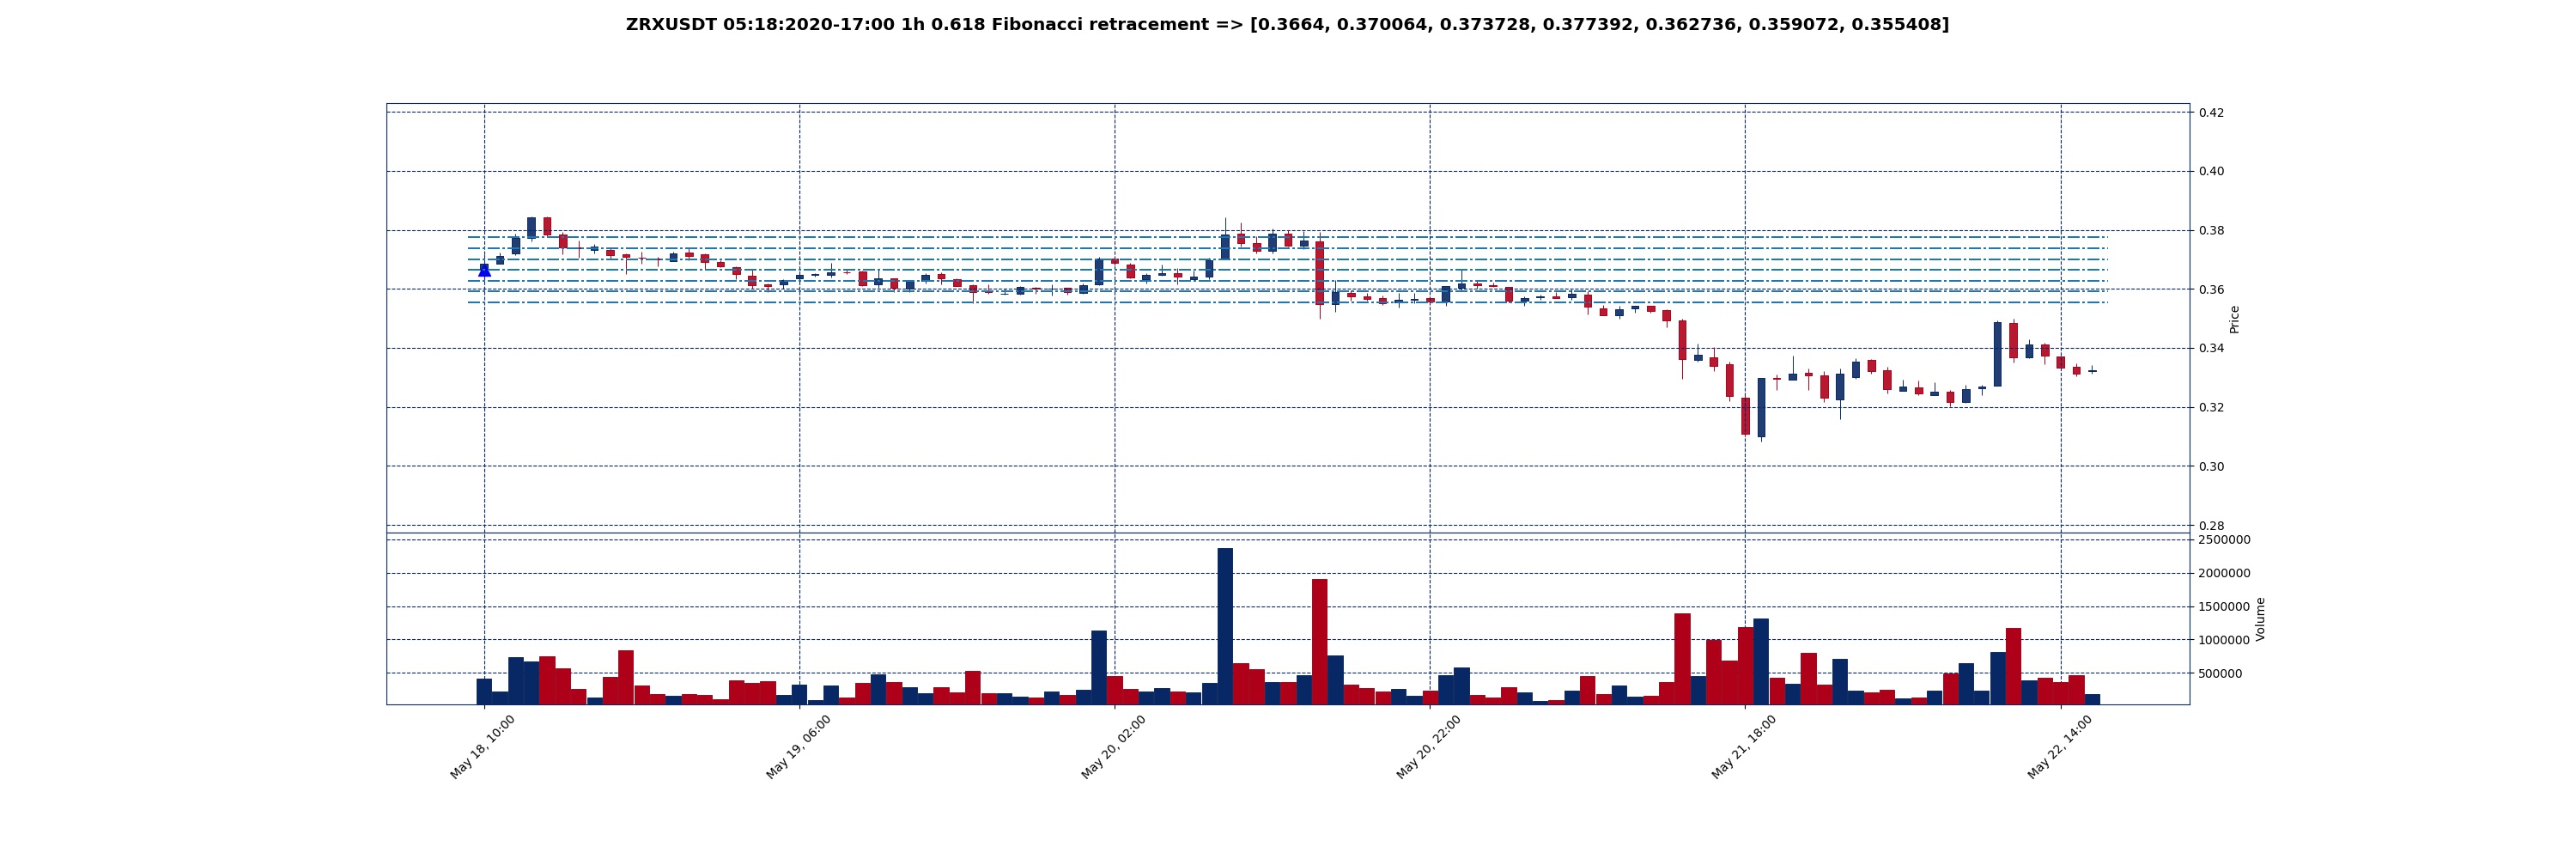 ZRXUSDT 05:18:2020-17:00 1h 0.618 Fibonacci retracement => [0.3664, 0.370064, 0.373728, 0.377392, 0.362736, 0.359072, 0.355408]
0.42
0.40
0.38
0.36
0.34
0.32
0.30
0.28
Price
2500000
2000000
1500000
1000000
500000
Volume
May 18, 10:00
May 19, 06:00
May 20, 02:00
May 20, 22:00
May 21, 18:00
May 22, 14:00